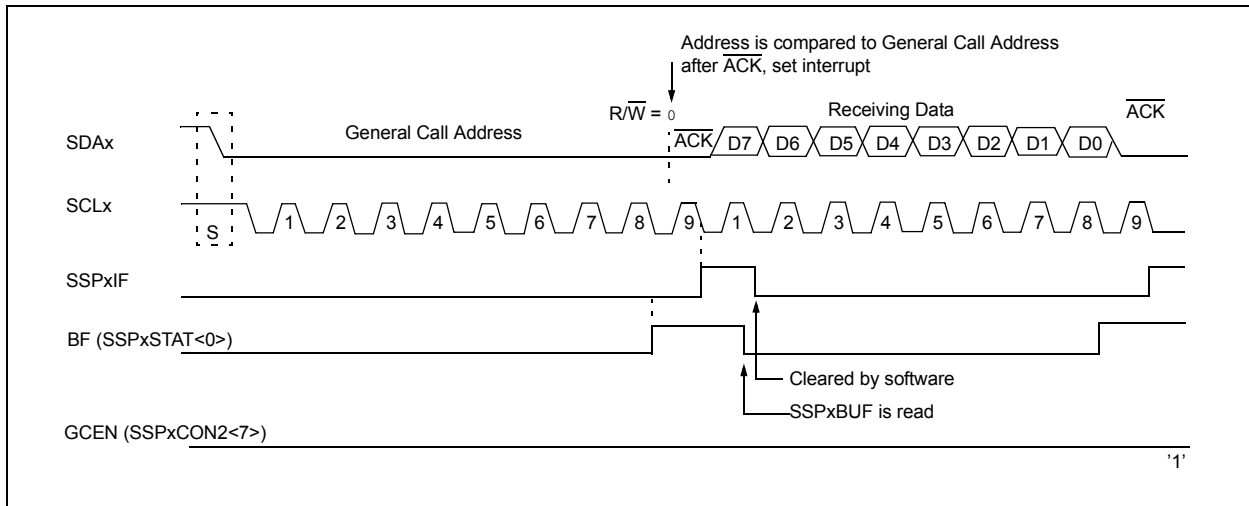 Address is compared to General Call Address
after ACK, set interrupt
R/W = 0
General Call Address
Receiving Data
ACK
SDAx
ACK D7 D6 D5 D4 D3 D2 D1 D0
SCLx
S
1 2 3 4 5 6 7 8 9 1 2 3 4 5 6 7 8 9
SSPxIF
BF (SSPxSTAT<0>)
Cleared by software
SSPxBUF is read
GCEN (SSPxCON2<7>)
'1'